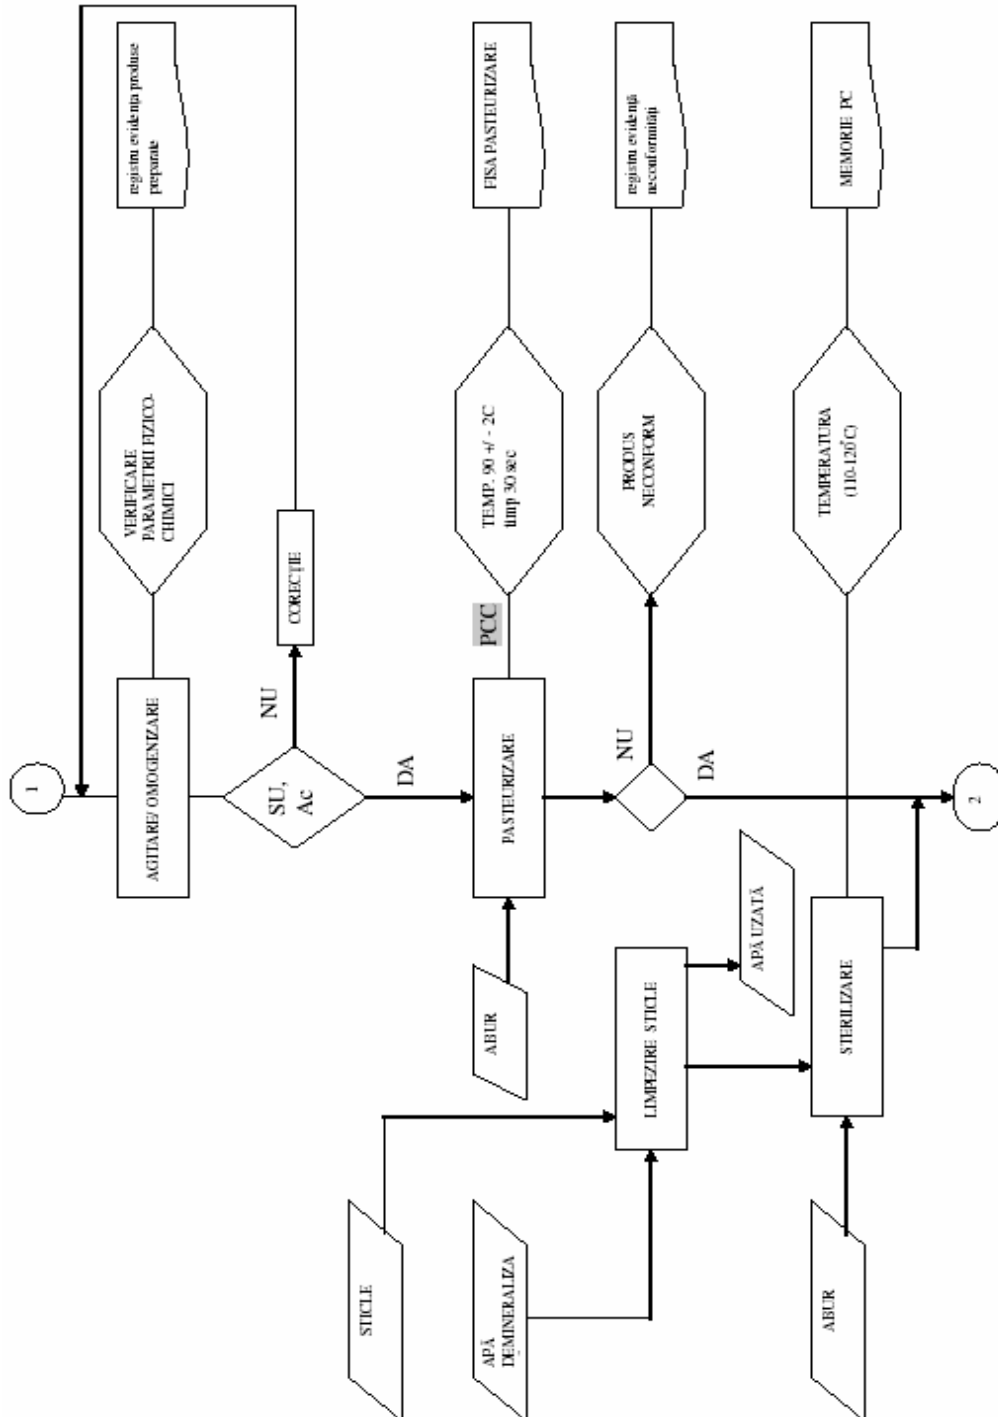 1
AGITARE/ OMOGENIZARE
VERIFICARE
PARAMETRII FIZICO-
CHIMICI
registru evidența produse
preparate
SU,
Ac
NU
CORECȚIE
DA
ABUR
PASTEURIZARE
PCC
TEMP. 90 +/ - 2C
timp 30 sec
FISA PASTEURIZARE
NU
PRODUS
NECONFORM
registru evidență
neconformități
DA
STICLE
APĂ
DEMINERALIZA
LIMPEZIRE STICLE
APĂ UZATĂ
ABUR
STERILIZARE
TEMPERATURA
(110-120°C)
MEMORIE PC
2